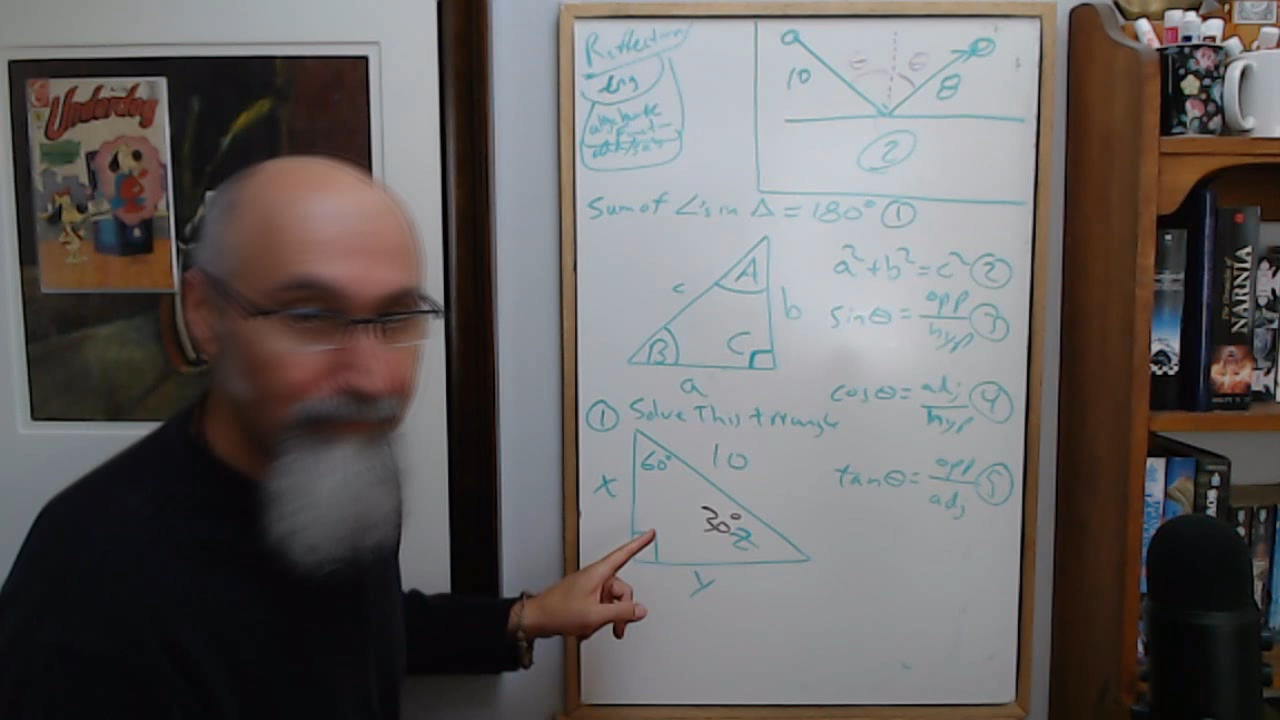 Underdog
Reflection
10
θ
θ
8
2
Sum of ∠'s in Δ = 180° ①
A
c
b
B
C
a
a² + b² = c² ②
sinθ = opp/hyp ③
cosθ = adj/hyp ④
tanθ = opp/adj ⑤
① Solve This triangle
60°
10
x
30°
z
y
NARNIA